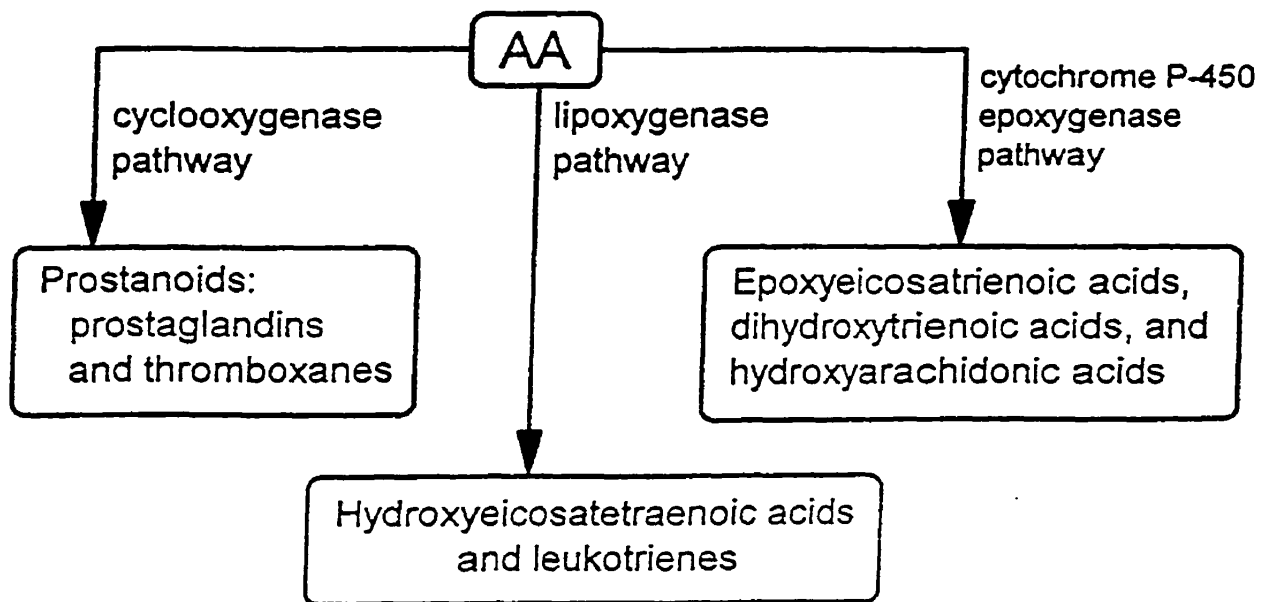 AA
cyclooxygenase
pathway
lipoxygenase
pathway
cytochrome P-450
epoxygenase
pathway
Prostanoids:
prostaglandins
and thromboxanes
Epoxyeicosatrienoic acids,
dihydroxytrienoic acids, and
hydroxyarachidonic acids
Hydroxyeicosatetraenoic acids
and leukotrienes